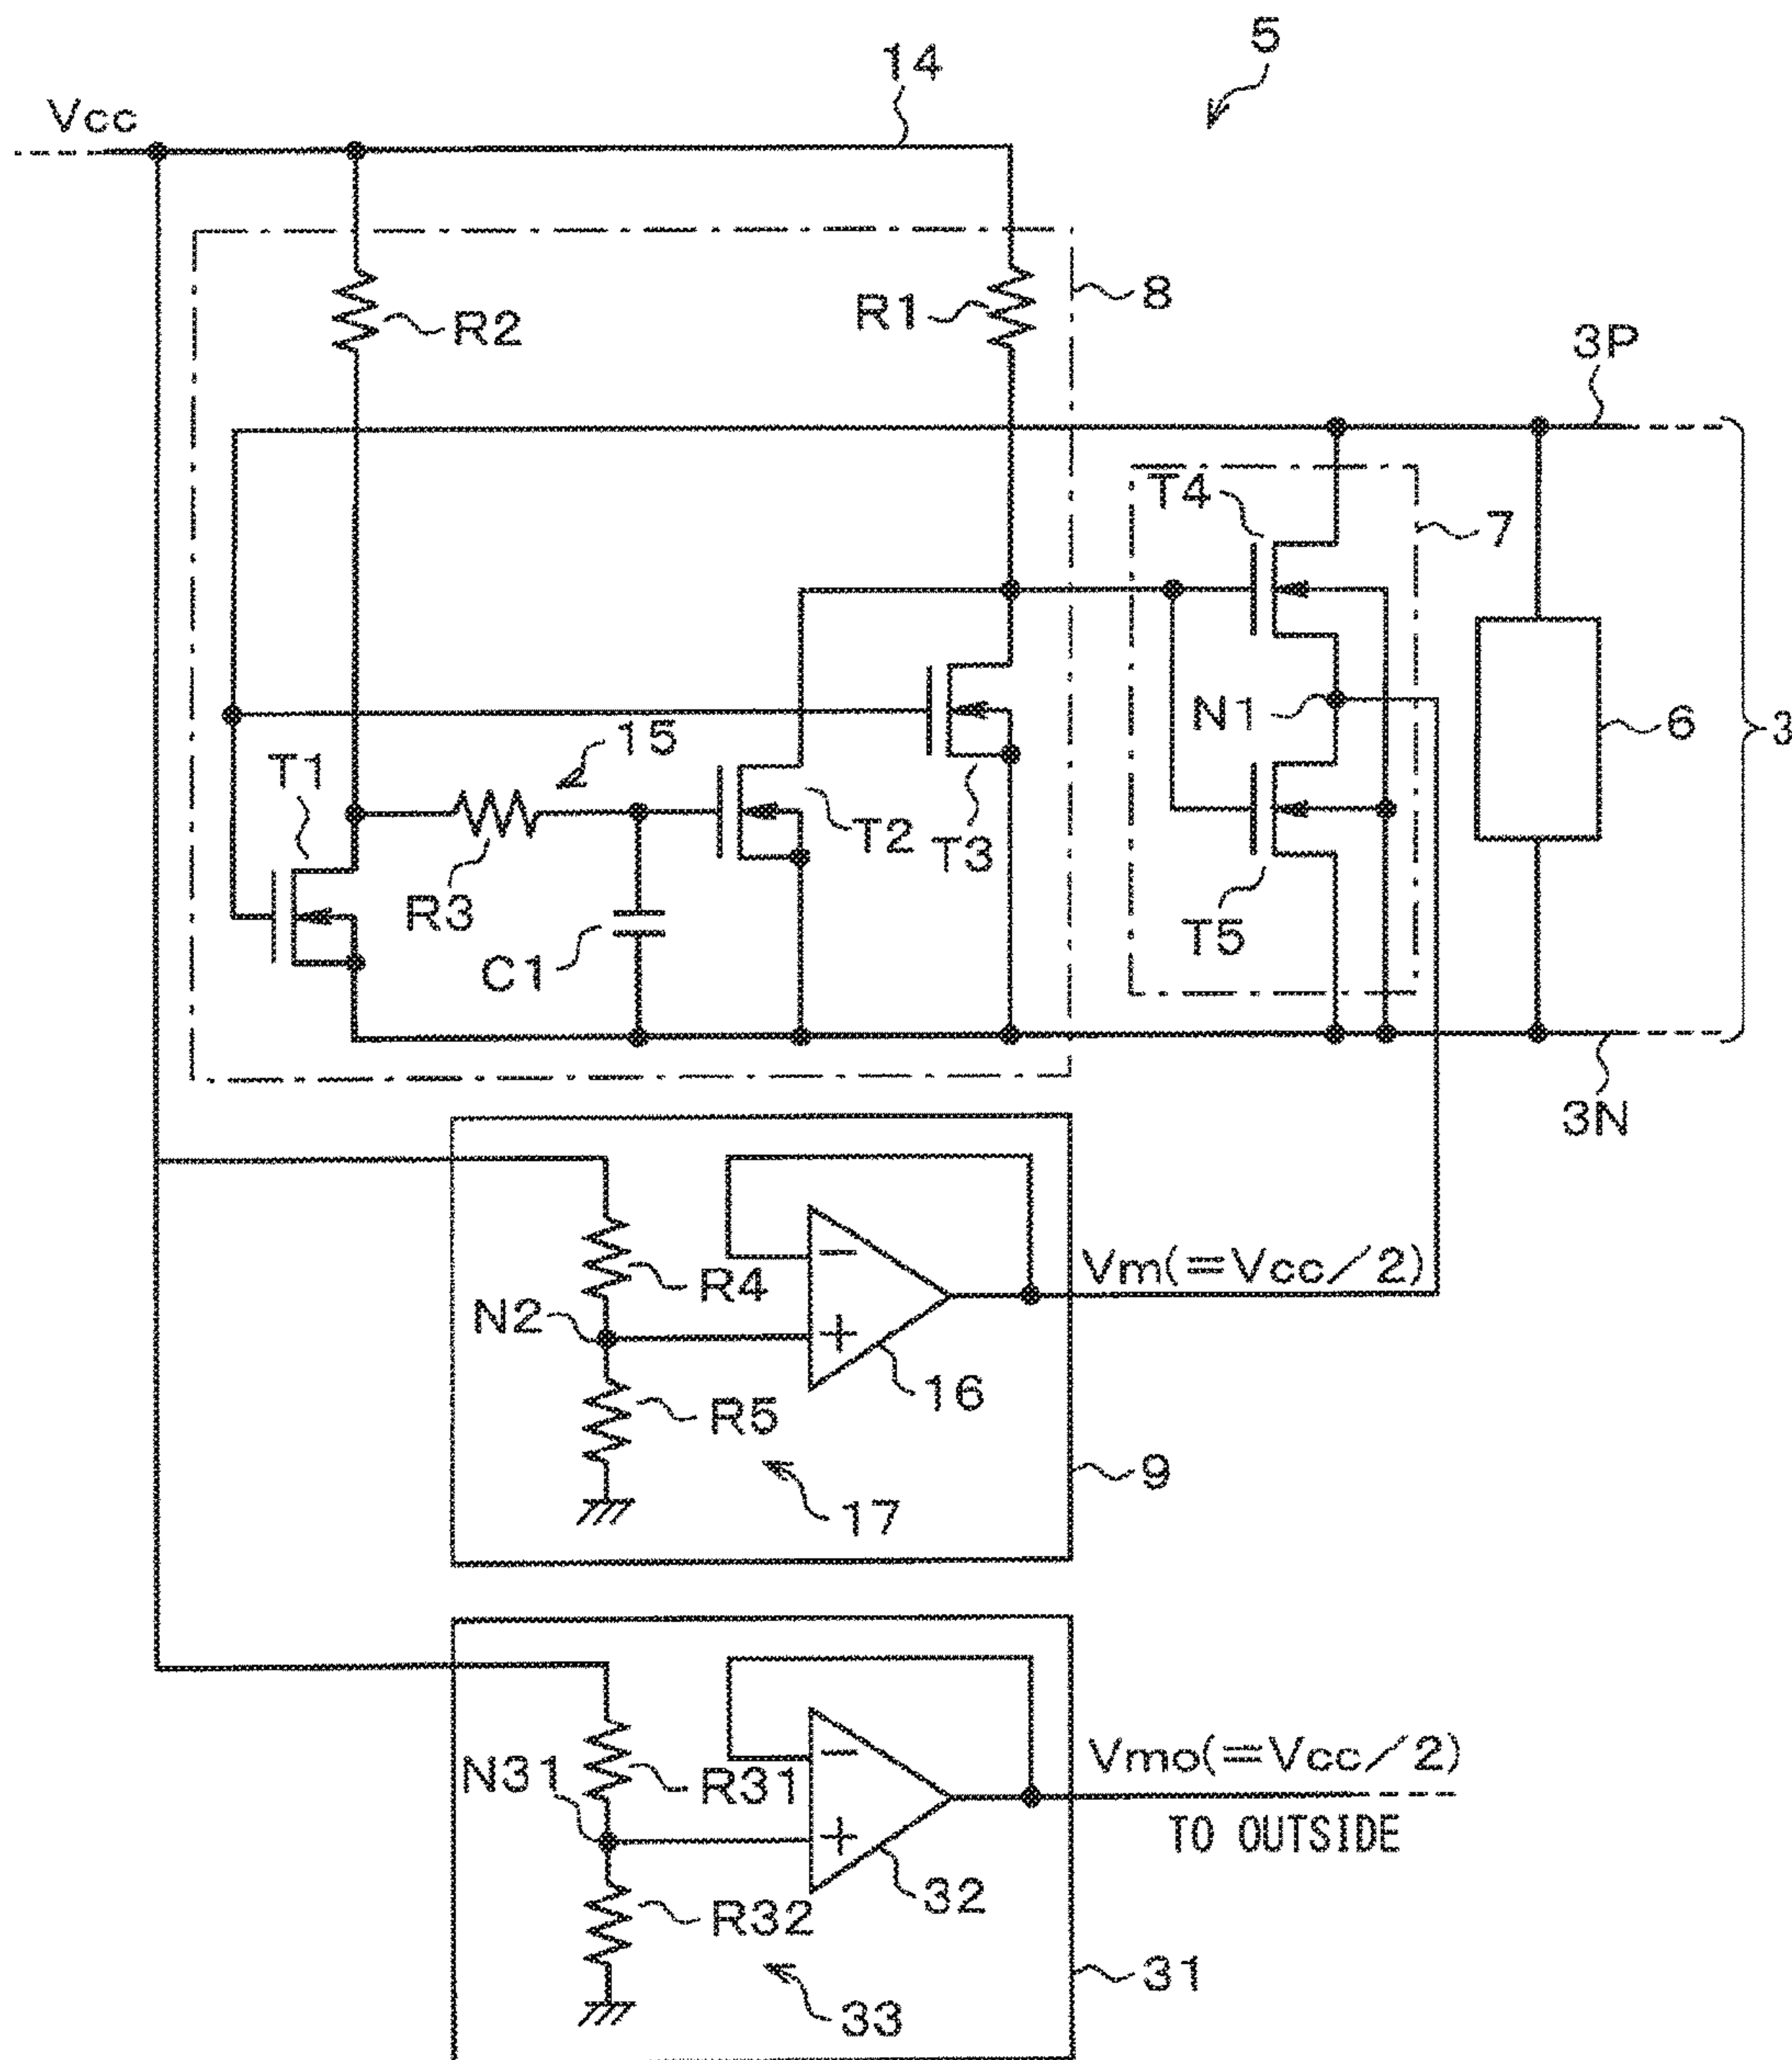 5
14
Vcc
8
R2
R1
3P
T4
7
N1
6
3
15
T1
T2
T3
R3
T5
C1
3N
Vm(=Vcc/2)
R4
N2
16
R5
9
17
Vmo(=Vcc/2)
N31
R31
TO OUTSIDE
32
R32
31
33